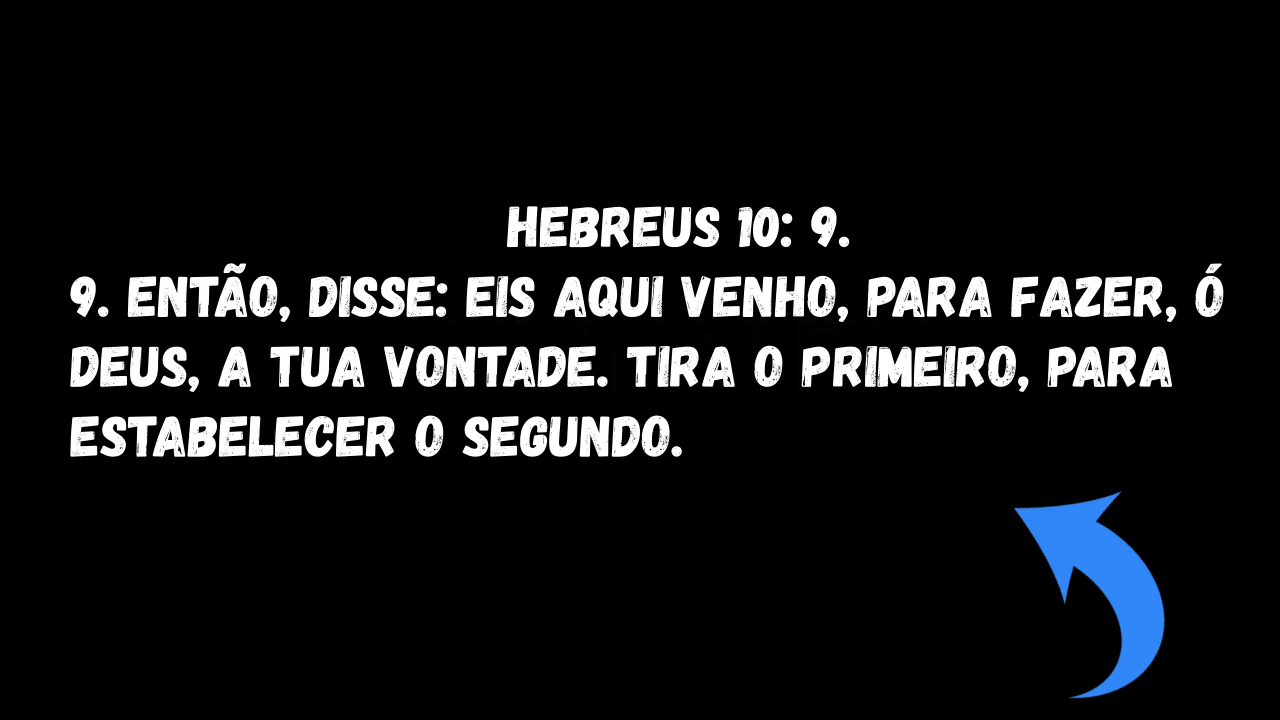 HEBREUS 10: 9.
9. ENTÃO, DISSE: EIS AQUI VENHO, PARA FAZER, Ó
DEUS, A TUA VONTADE. TIRA O PRIMEIRO, PARA
ESTABELECER O SEGUNDO.